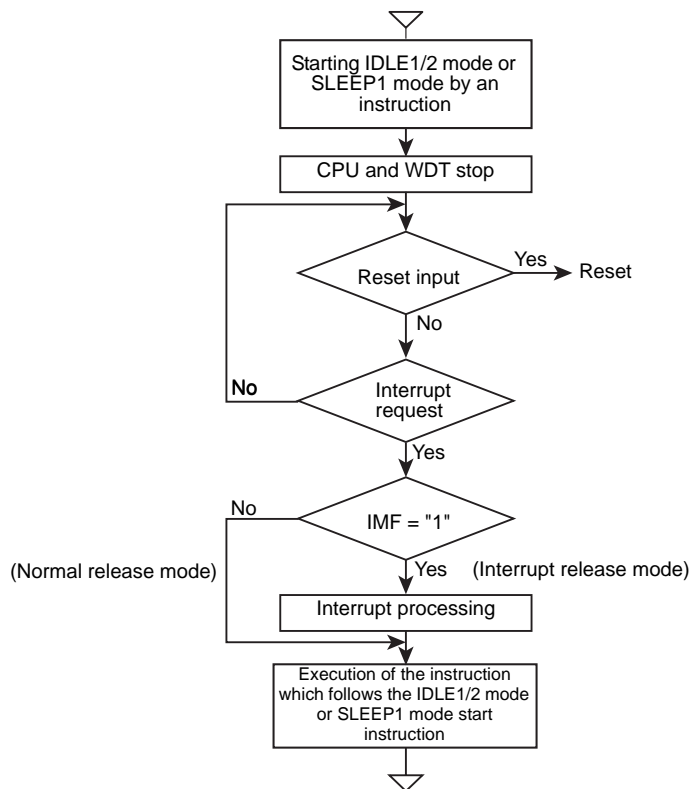 Starting IDLE1/2 mode or
SLEEP1 mode by an
instruction
CPU and WDT stop
Reset input
Yes
Reset
No
Interrupt
request
No
Yes
IMF = "1"
No
(Normal release mode)
Yes
(Interrupt release mode)
Interrupt processing
Execution of the instruction
which follows the IDLE1/2 mode
or SLEEP1 mode start
instruction